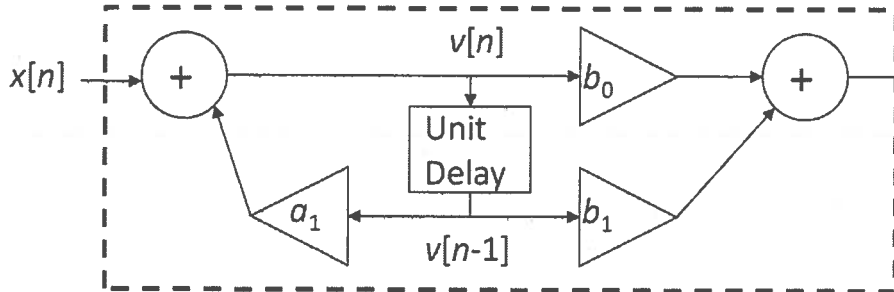 x[n]
+
v[n]
b0
+
Unit
Delay
a1
b1
v[n-1]